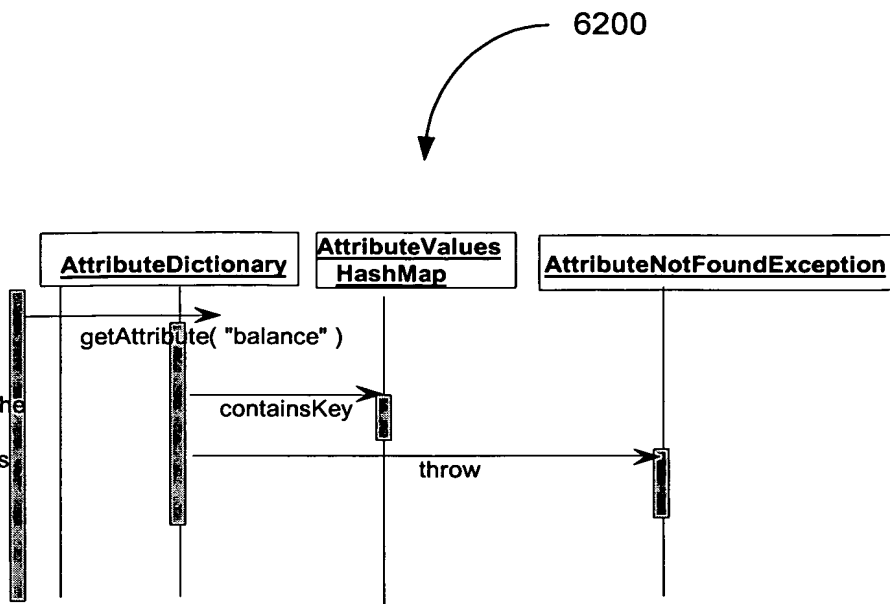 6200
AttributeDictionary
AttributeValues
HashMap
AttributeNotFoundException
getAttribute( "balance" )
containsKey
throw